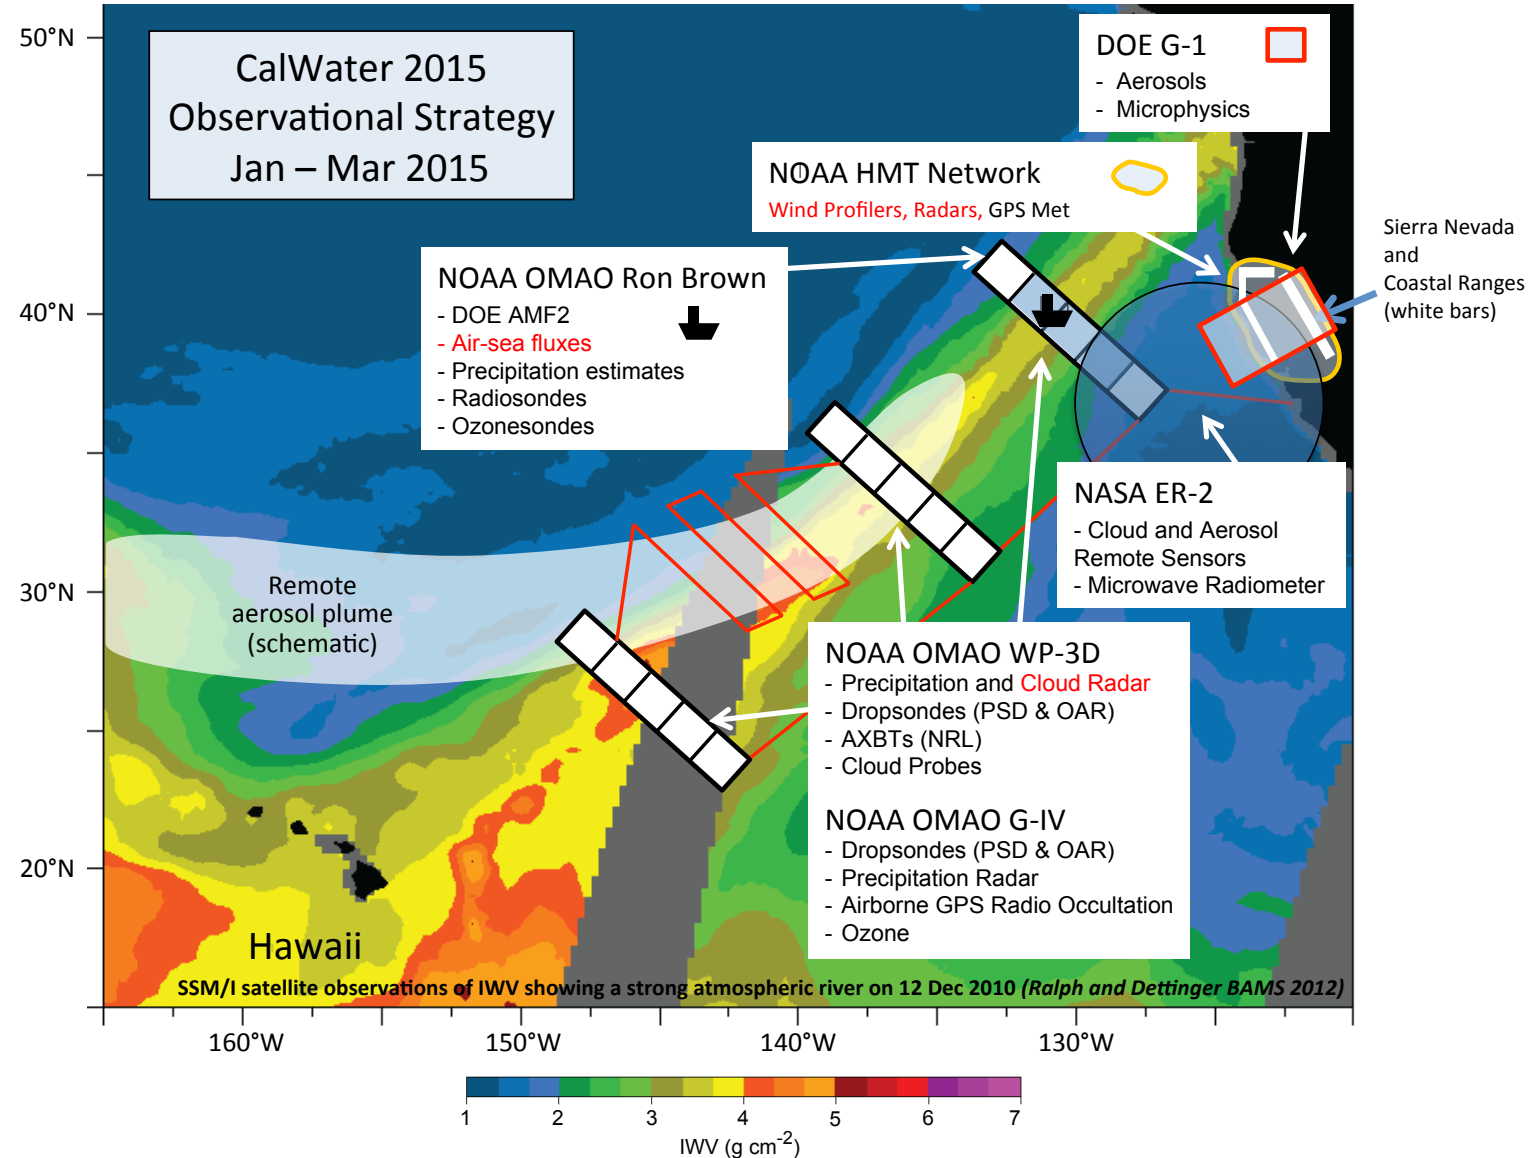 50°N
40°N
30°N
20°N
CalWater 2015
Observational Strategy
Jan – Mar 2015
DOE G-1
- Aerosols
- Microphysics
NOAA HMT Network
Wind Profilers, Radars, GPS Met
Sierra Nevada
and
Coastal Ranges
(white bars)
NOAA OMAO Ron Brown
- DOE AMF2
- Air-sea fluxes
- Precipitation estimates
- Radiosondes
- Ozonesondes
NASA ER-2
- Cloud and Aerosol
Remote Sensors
- Microwave Radiometer
Remote
aerosol plume
(schematic)
NOAA OMAO WP-3D
- Precipitation and Cloud Radar
- Dropsondes (PSD & OAR)
- AXBTs (NRL)
- Cloud Probes
NOAA OMAO G-IV
- Dropsondes (PSD & OAR)
- Precipitation Radar
- Airborne GPS Radio Occultation
- Ozone
Hawaii
SSM/I satellite observations of IWV showing a strong atmospheric river on 12 Dec 2010 (Ralph and Dettinger BAMS 2012)
160°W 150°W 140°W 130°W
1 2 3 4 5 6 7
IWV (g cm⁻²)